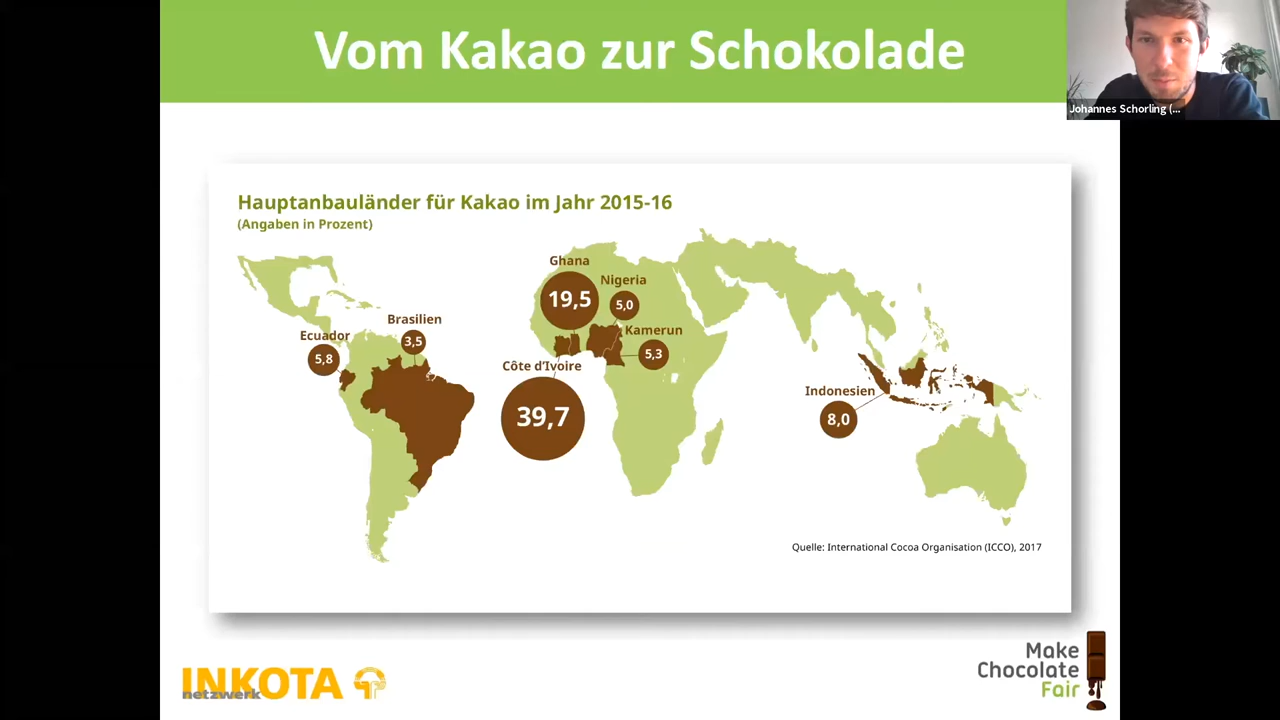 Vom Kakao zur Schokolade
Johannes Schorling (...
Hauptanbauländer für Kakao im Jahr 2015-16
(Angaben in Prozent)
Ghana
19,5
Nigeria
5,0
Kamerun
5,3
Brasilien
3,5
Ecuador
5,8
Côte d'Ivoire
39,7
Indonesien
8,0
Quelle: International Cocoa Organisation (ICCO), 2017
INKOTA
netzwerk
Make
Chocolate
Fair